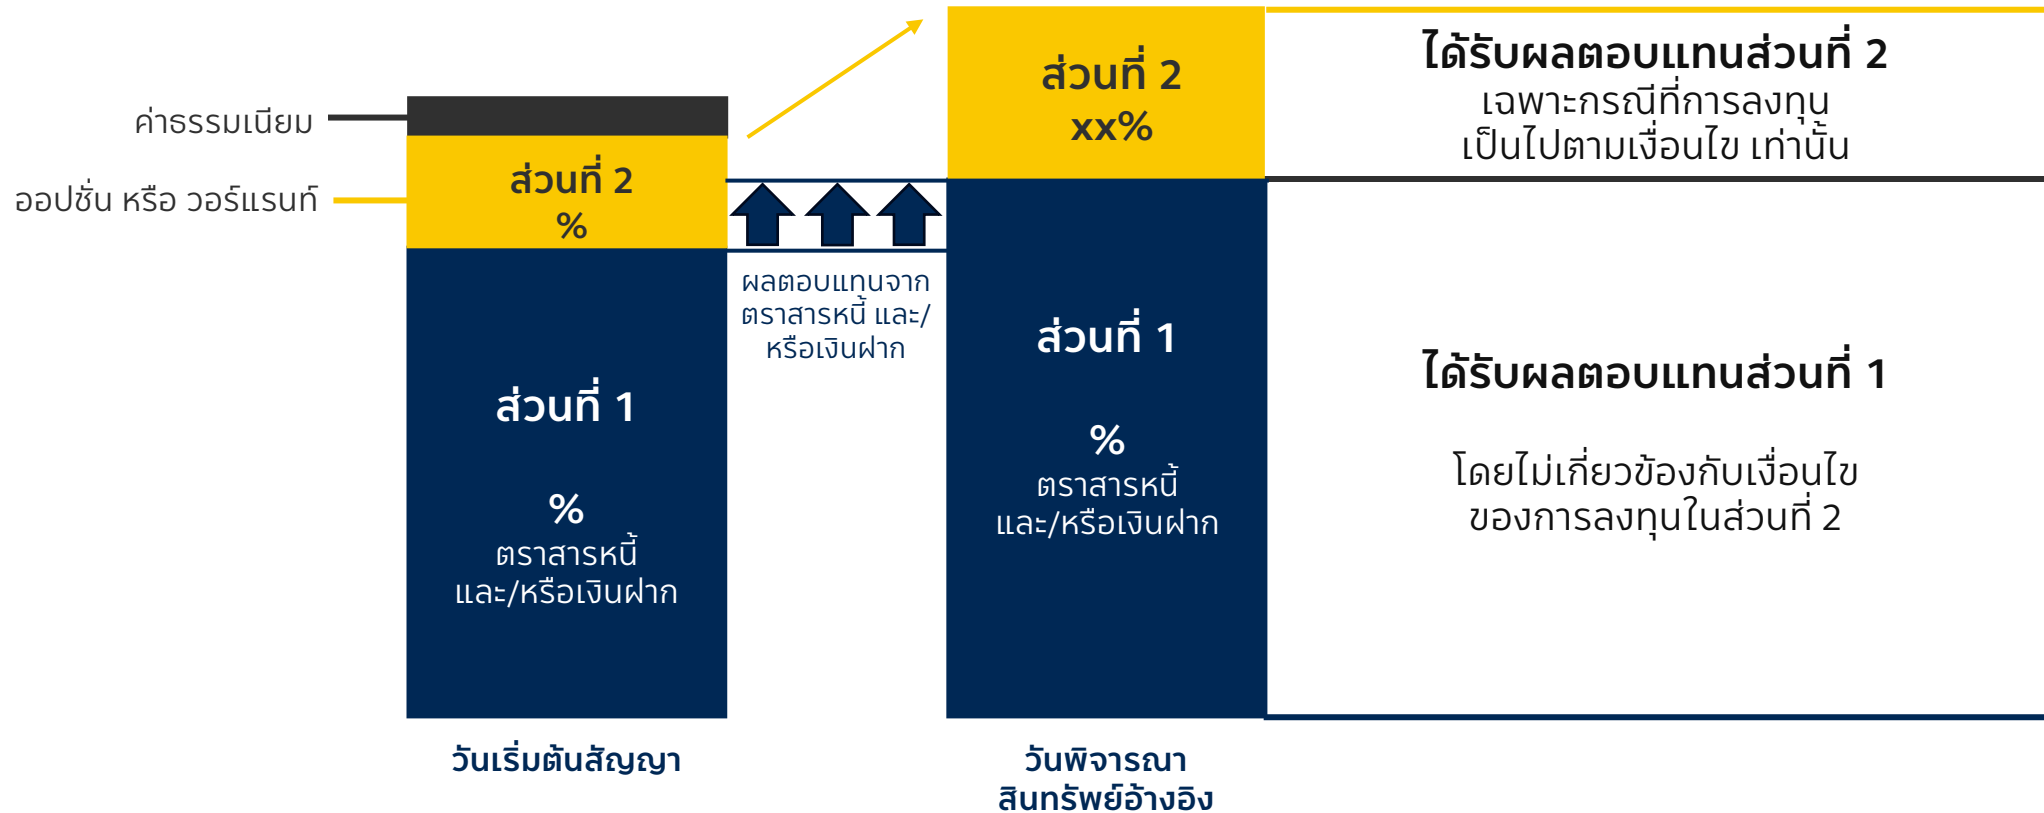 ค่าธรรมเนียม
ออปชั่น หรือ วอร์แรนท์
ส่วนที่ 2
%
ส่วนที่ 1
%
ตราสารหนี้
และ/หรือเงินฝาก
วันเริ่มต้นสัญญา
ผลตอบแทนจาก
ตราสารหนี้ และ/
หรือเงินฝาก
ส่วนที่ 2
xx%
ส่วนที่ 1
%
ตราสารหนี้
และ/หรือเงินฝาก
วันพิจารณา
สินทรัพย์อ้างอิง
ได้รับผลตอบแทนส่วนที่ 2
เฉพาะกรณีที่การลงทุน
เป็นไปตามเงื่อนไข เท่านั้น
ได้รับผลตอบแทนส่วนที่ 1
โดยไม่เกี่ยวข้องกับเงื่อนไข
ของการลงทุนในส่วนที่ 2